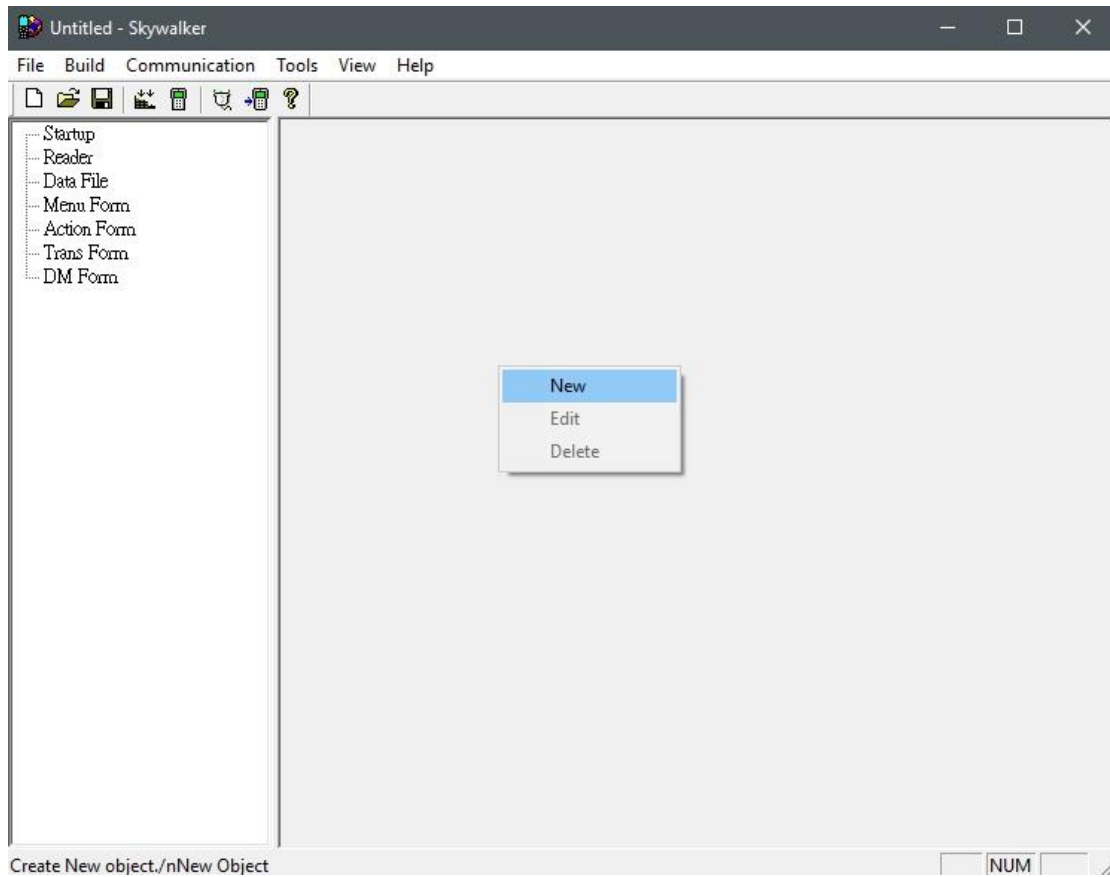 Untitled - Skywalker
File Build Communication Tools View Help
Startup
Reader
Data File
Menu Form
Action Form
Trans Form
DM Form
New
Edit
Delete
Create New object./nNew Object NUM